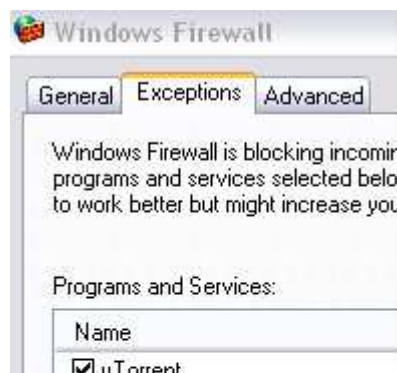 Windows Firewall
General Exceptions Advanced
Windows Firewall is blocking incomin
programs and services selected belo
to work better but might increase you
Programs and Services:
Name
uTorrent